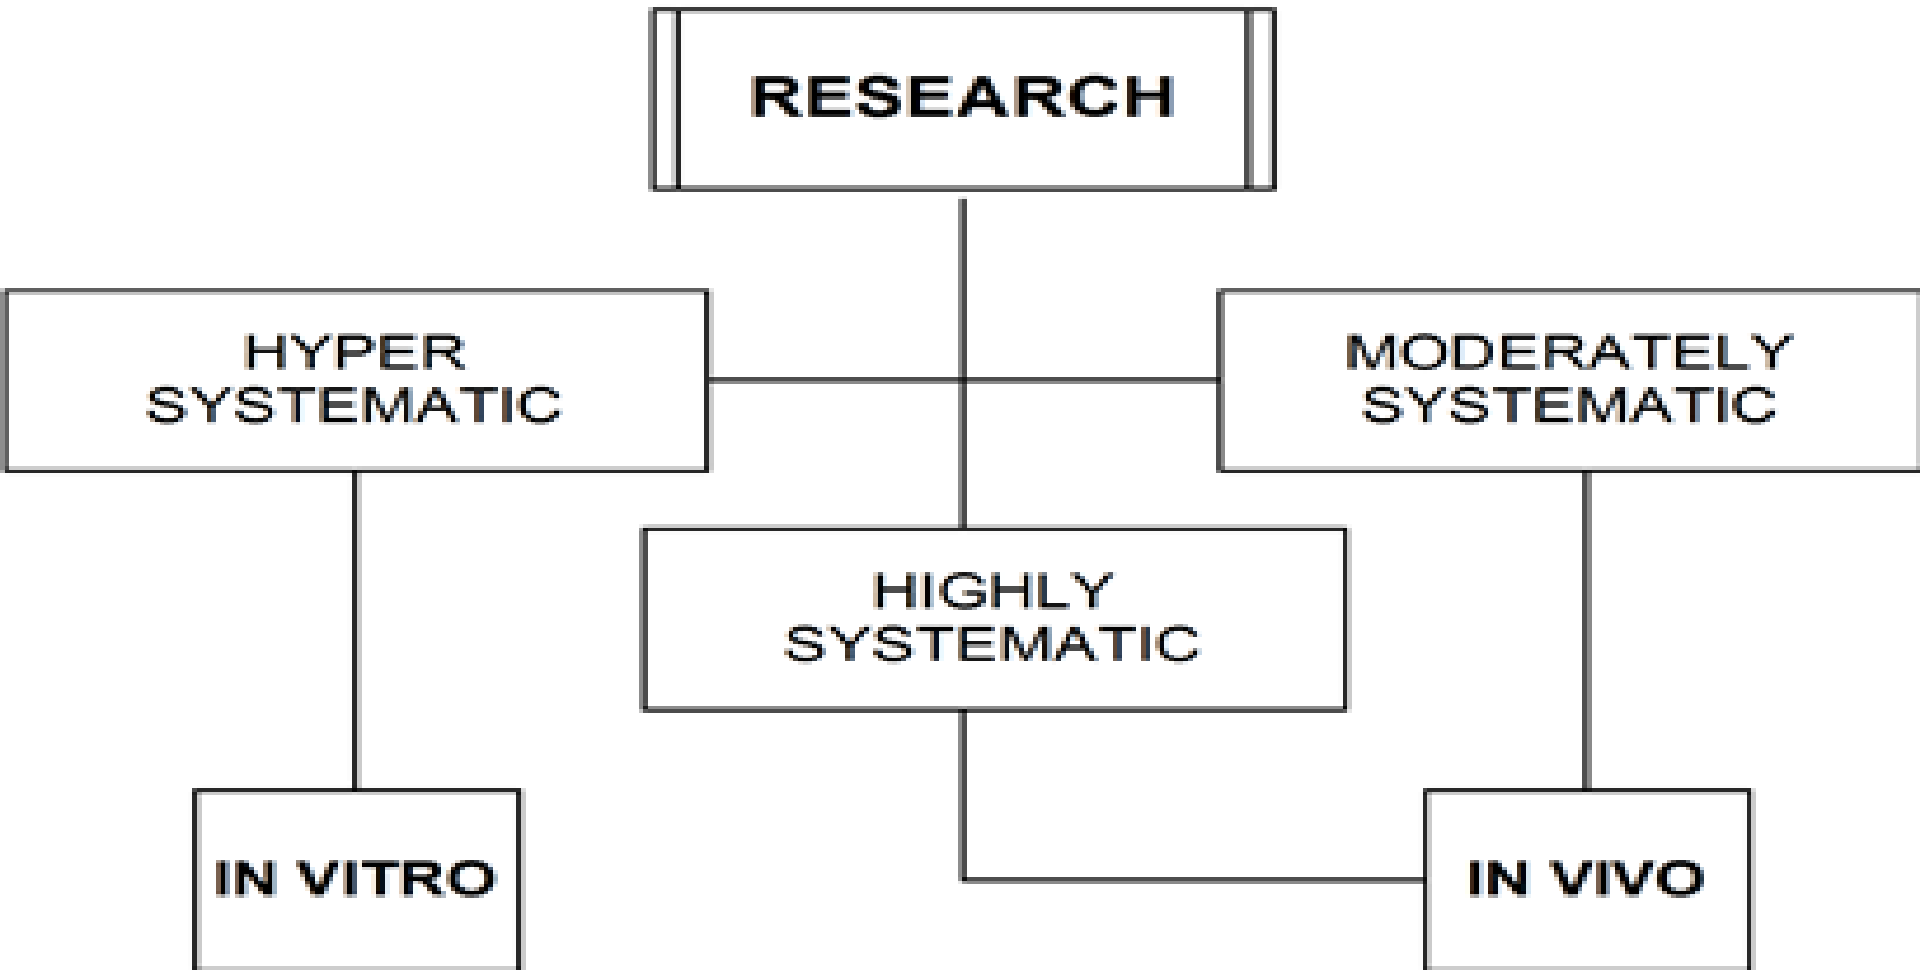 RESEARCH
HYPER
SYSTEMATIC
MODERATELY
SYSTEMATIC
HIGHLY
SYSTEMATIC
IN VITRO
IN VIVO